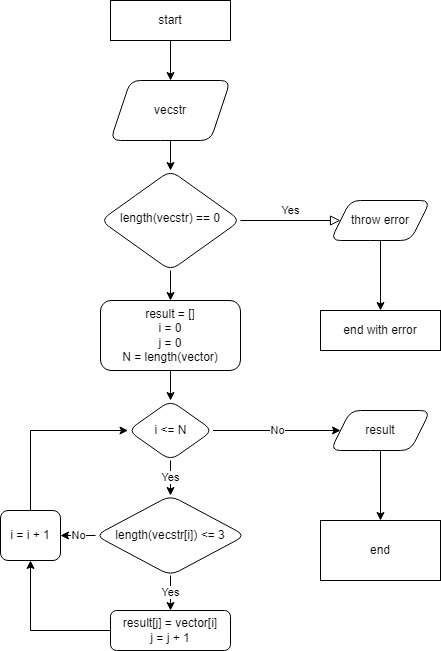 start
vecstr
length(vecstr) == 0
Yes
throw error
result = []
i = 0
j = 0
N = length(vector)
end with error
i <= N
No
result
Yes
i = i + 1
No
length(vecstr[i]) <= 3
end
Yes
result[j] = vector[i]
j = j + 1